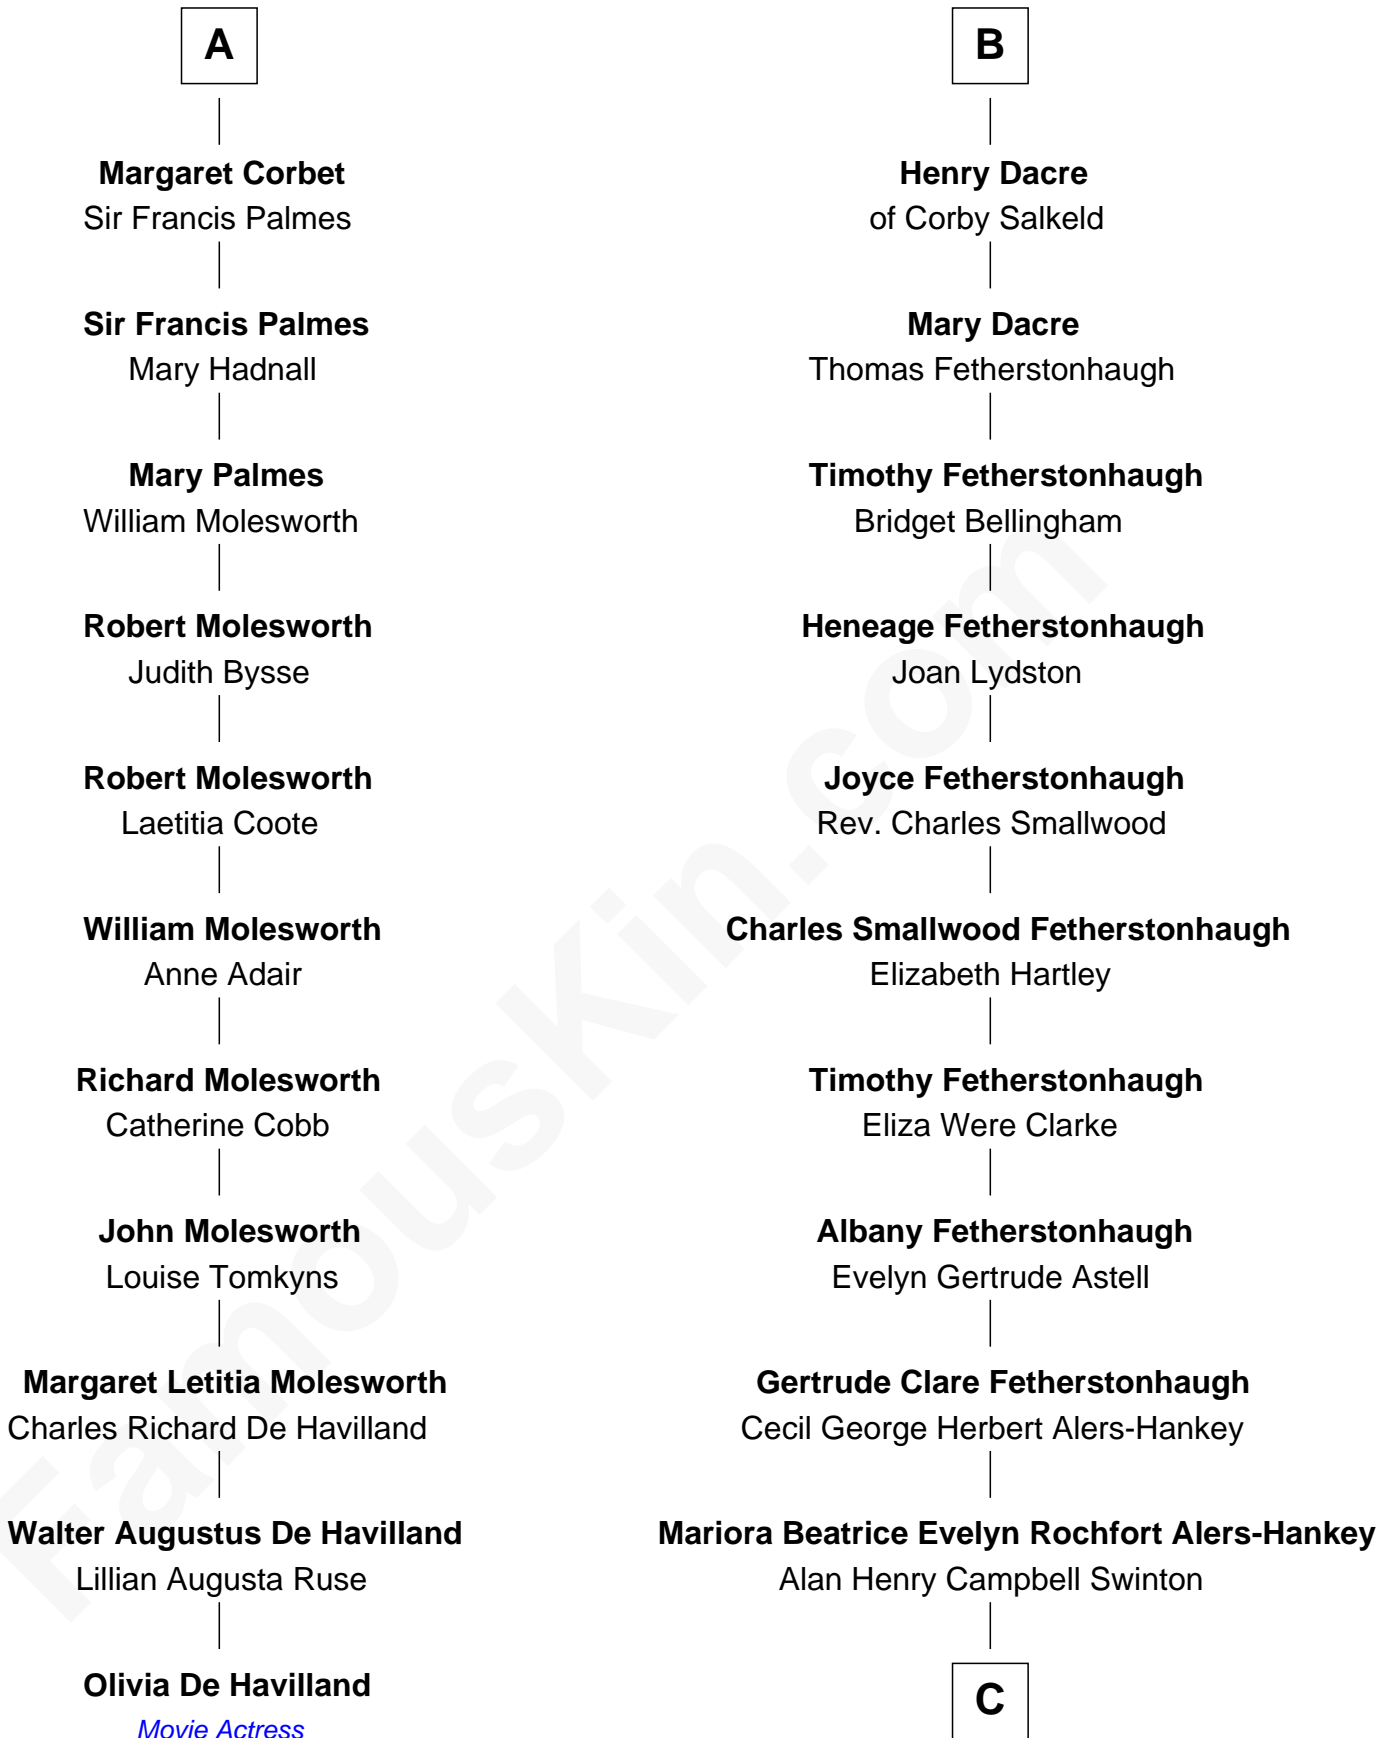 A
Margaret Corbet
Sir Francis Palmes
Sir Francis Palmes
Mary Hadnall
Mary Palmes
William Molesworth
Robert Molesworth
Judith Bysse
Robert Molesworth
Laetitia Coote
William Molesworth
Anne Adair
Richard Molesworth
Catherine Cobb
John Molesworth
Louise Tomkyns
Margaret Letitia Molesworth
Charles Richard De Havilland
Walter Augustus De Havilland
Lillian Augusta Ruse
Olivia De Havilland
Movie Actress
B
Henry Dacre
of Corby Salkeld
Mary Dacre
Thomas Fetherstonhaugh
Timothy Fetherstonhaugh
Bridget Bellingham
Heneage Fetherstonhaugh
Joan Lydston
Joyce Fetherstonhaugh
Rev. Charles Smallwood
Charles Smallwood Fetherstonhaugh
Elizabeth Hartley
Timothy Fetherstonhaugh
Eliza Were Clarke
Albany Fetherstonhaugh
Evelyn Gertrude Astell
Gertrude Clare Fetherstonhaugh
Cecil George Herbert Alers-Hankey
Mariora Beatrice Evelyn Rochfort Alers-Hankey
Alan Henry Campbell Swinton
C
FamousKin.com